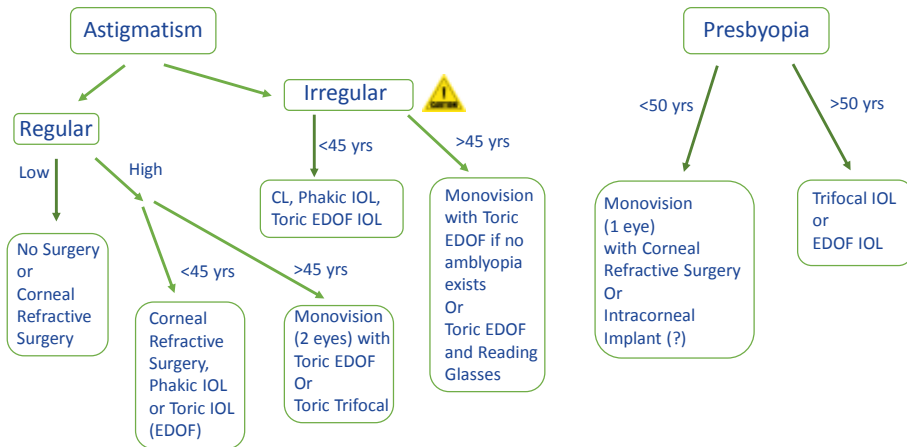 Astigmatism
Presbyopia
Irregular
CAUTION
Regular
<45 yrs
>45 yrs
<50 yrs
>50 yrs
Low
High
CL, Phakic IOL,
Toric EDOF IOL
Monovision
with Toric
EDOF if no
amblyopia
exists
Or
Toric EDOF
and Reading
Glasses
Monovision
(1 eye)
with Corneal
Refractive Surgery
Or
Intracorneal
Implant (?)
Trifocal IOL
or
EDOF IOL
No Surgery
or
Corneal
Refractive
Surgery
<45 yrs
>45 yrs
Corneal
Refractive
Surgery,
Phakic IOL
or Toric IOL
(EDOF)
Monovision
(2 eyes) with
Toric EDOF
Or
Toric Trifocal